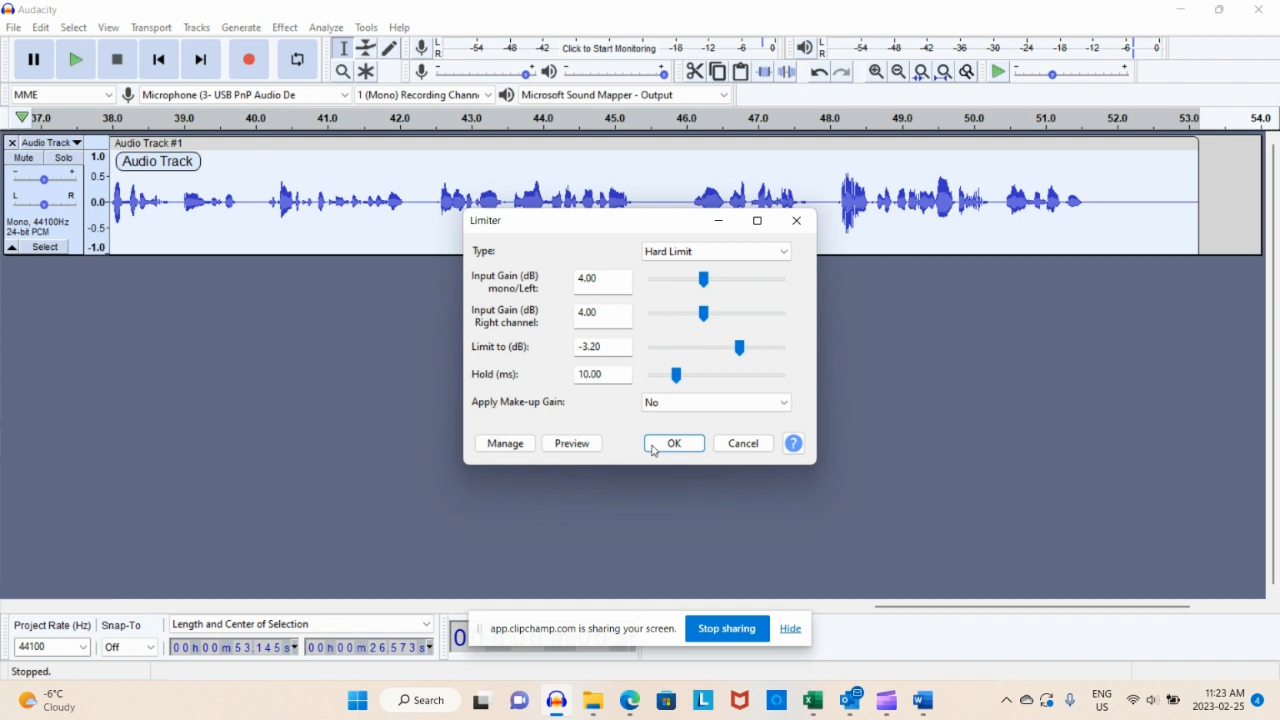 Audacity
File Edit Select View Transport Tracks Generate Effect Analyze Tools Help
L R -54 -48 -42 Click to Start Monitoring -18 -12 -6 0 L R -54 -48 -42 -36 -30 -24 -18 -12 -6 0
- + - + - +
MME Microphone (3- USB PnP Audio De 1 (Mono) Recording Chann Microsoft Sound Mapper - Output
37.0 38.0 39.0 40.0 41.0 42.0 43.0 44.0 45.0 46.0 47.0 48.0 49.0 50.0 51.0 52.0 53.0 54.0
Audio Track Audio Track #1
Mute Solo 1.0 Audio Track
- + 0.5
L R 0.0
Mono, 44100Hz
24-bit PCM -0.5
Select -1.0
Limiter
Type: Hard Limit
Input Gain (dB) 4.00
mono/Left:
Input Gain (dB) 4.00
Right channel:
Limit to (dB): -3.20
Hold (ms): 10.00
Apply Make-up Gain: No
Manage Preview OK Cancel ?
Project Rate (Hz) Snap-To Length and Center of Selection
44100 Off 00h00m53.145s 00h00m26.573s 0
app.clipchamp.com is sharing your screen. Stop sharing Hide
Stopped.
-6°C
Cloudy
Search
L
ENG
US
11:23 AM
2023-02-25
4